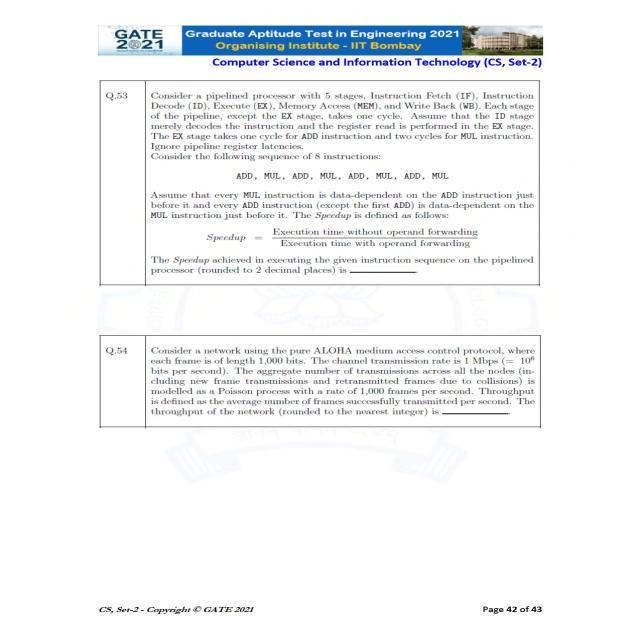 GATE
2021
Graduate Aptitude Test in Engineering 2021
Organising Institute - IIT Bombay
Computer Science and Information Technology (CS, Set-2)
Q.53
Consider a pipelined processor with 5 stages, Instruction Fetch (IF), Instruction
Decode (ID), Execute (EX), Memory Access (MEM), and Write Back (WB). Each stage
of the pipeline, except the EX stage, takes one cycle. Assume that the ID stage
merely decodes the instruction and the register read is performed in the EX stage.
The EX stage takes one cycle for ADD instruction and two cycles for MUL instruction.
Ignore pipeline register latencies.
Consider the following sequence of 8 instructions:
ADD, MUL, ADD, MUL, ADD, MUL, ADD, MUL
Assume that every MUL instruction is data-dependent on the ADD instruction just
before it and every ADD instruction (except the first ADD) is data-dependent on the
MUL instruction just before it. The Speedup is defined as follows:
Speedup = Execution time without operand forwarding
Execution time with operand forwarding
The Speedup achieved in executing the given instruction sequence on the pipelined
processor (rounded to 2 decimal places) is
Q.54
Consider a network using the pure ALOHA medium access control protocol, where
each frame is of length 1,000 bits. The channel transmission rate is 1 Mbps (= 10⁶
bits per second). The aggregate number of transmissions across all the nodes (in-
cluding new frame transmissions and retransmitted frames due to collisions) is
modelled as a Poisson process with a rate of 1,000 frames per second. Throughput
is defined as the average number of frames successfully transmitted per second. The
throughput of the network (rounded to the nearest integer) is
CS, Set-2 - Copyright © GATE 2021
Page 42 of 43